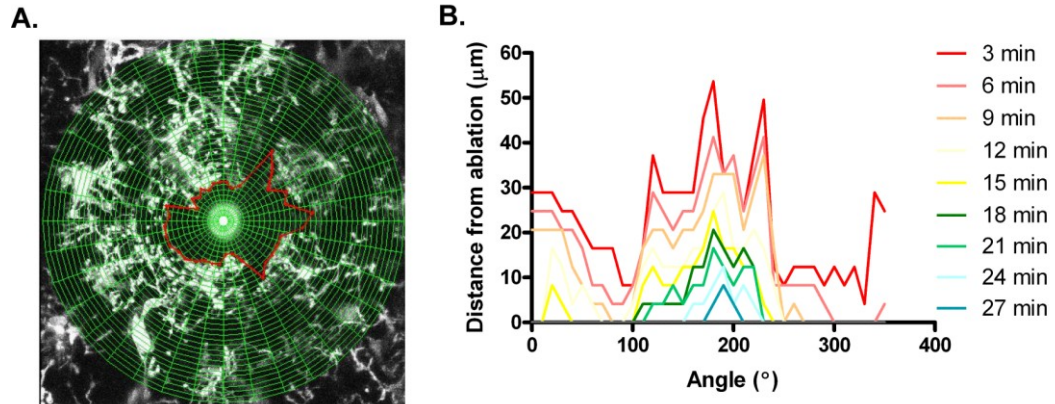 A.
B.
Distance from ablation (μm)
60
50
40
30
20
10
0
0
100
200
300
400
Angle (°)
3 min
6 min
9 min
12 min
15 min
18 min
21 min
24 min
27 min